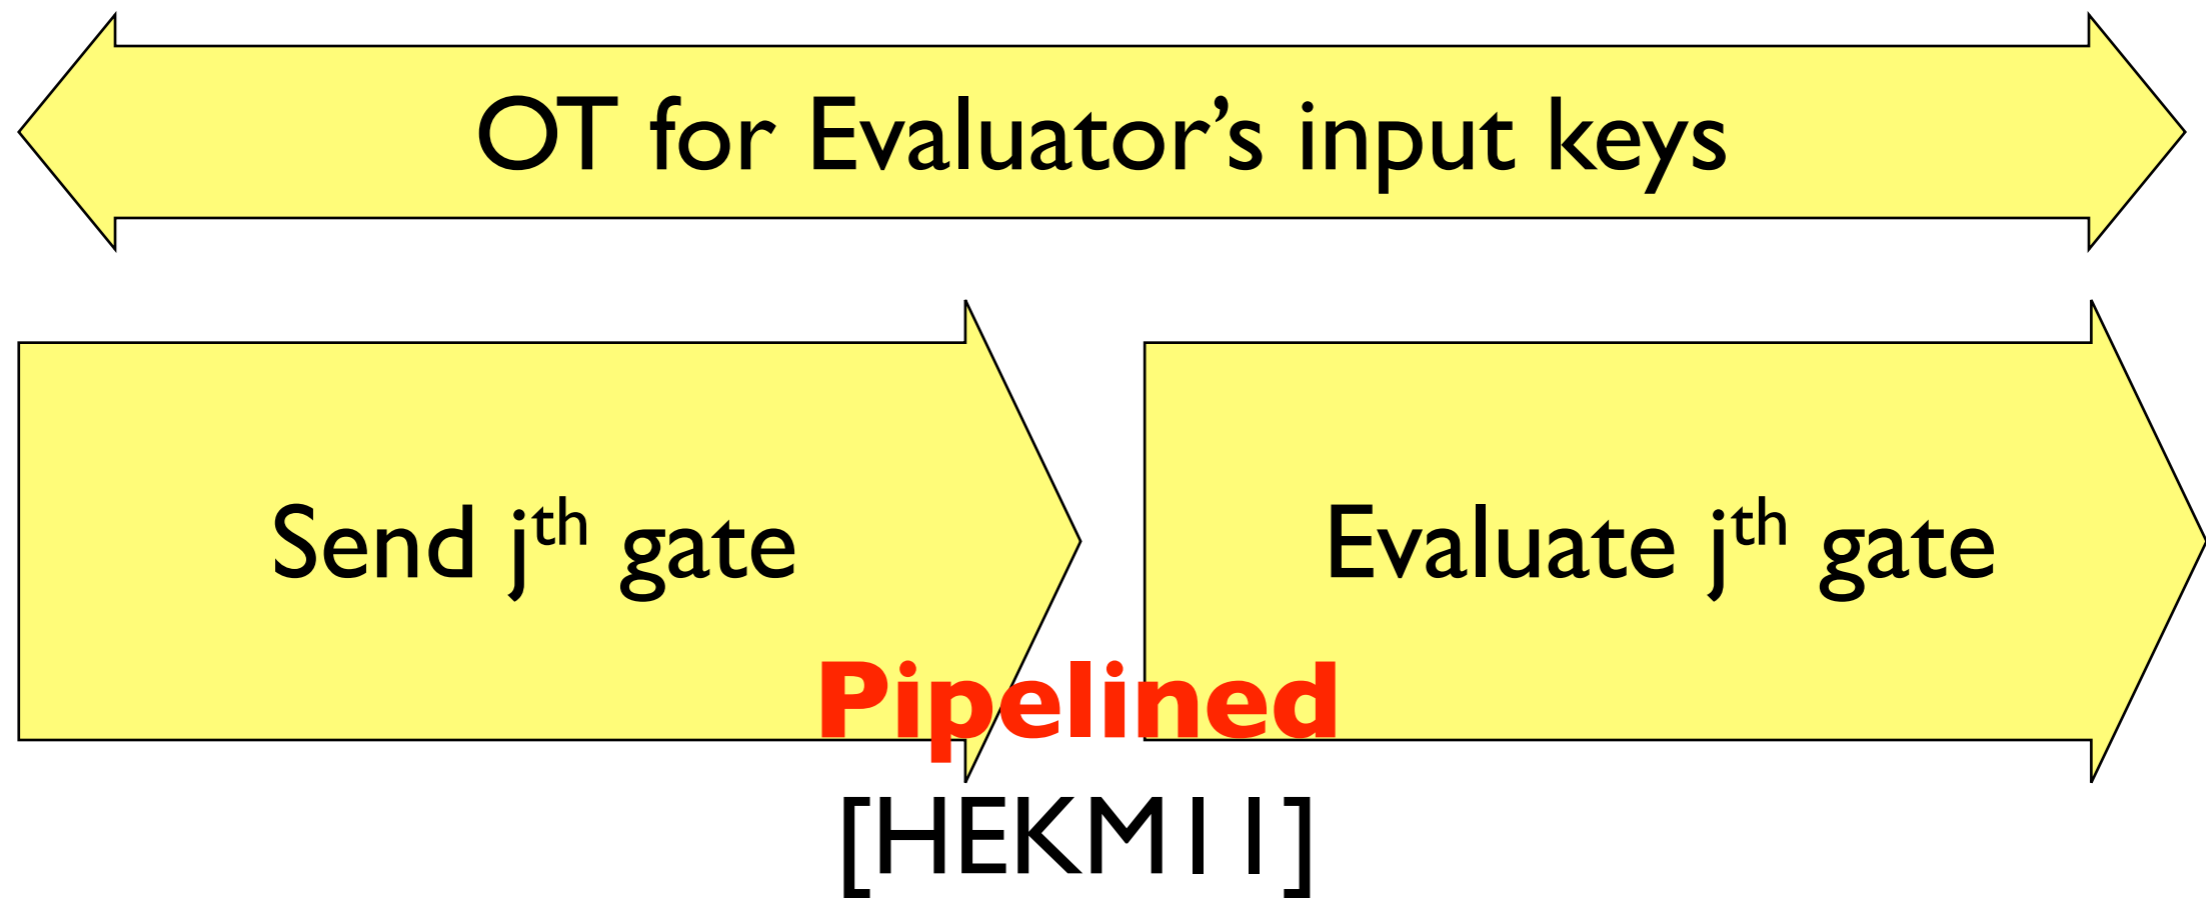 OT for Evaluator’s input keys
Send jth gate
Evaluate jth gate
Pipelined
[HEKM11]